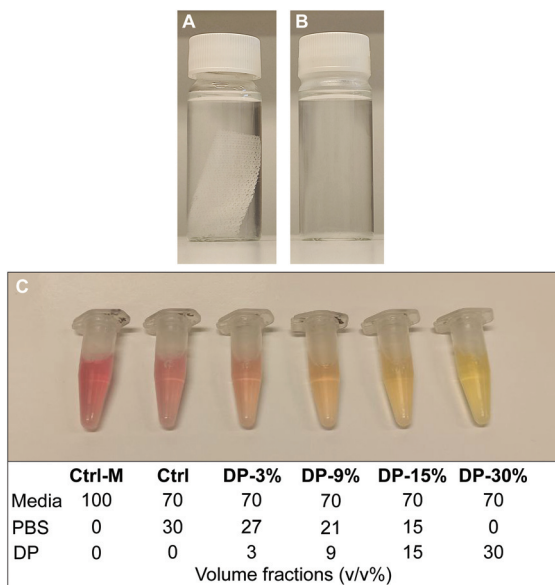 A
B
C
Ctrl-M Ctrl DP-3% DP-9% DP-15% DP-30%
Media 100 70 70 70 70 70
PBS 0 30 27 21 15 0
DP 0 0 3 9 15 30
Volume fractions (v/v%)